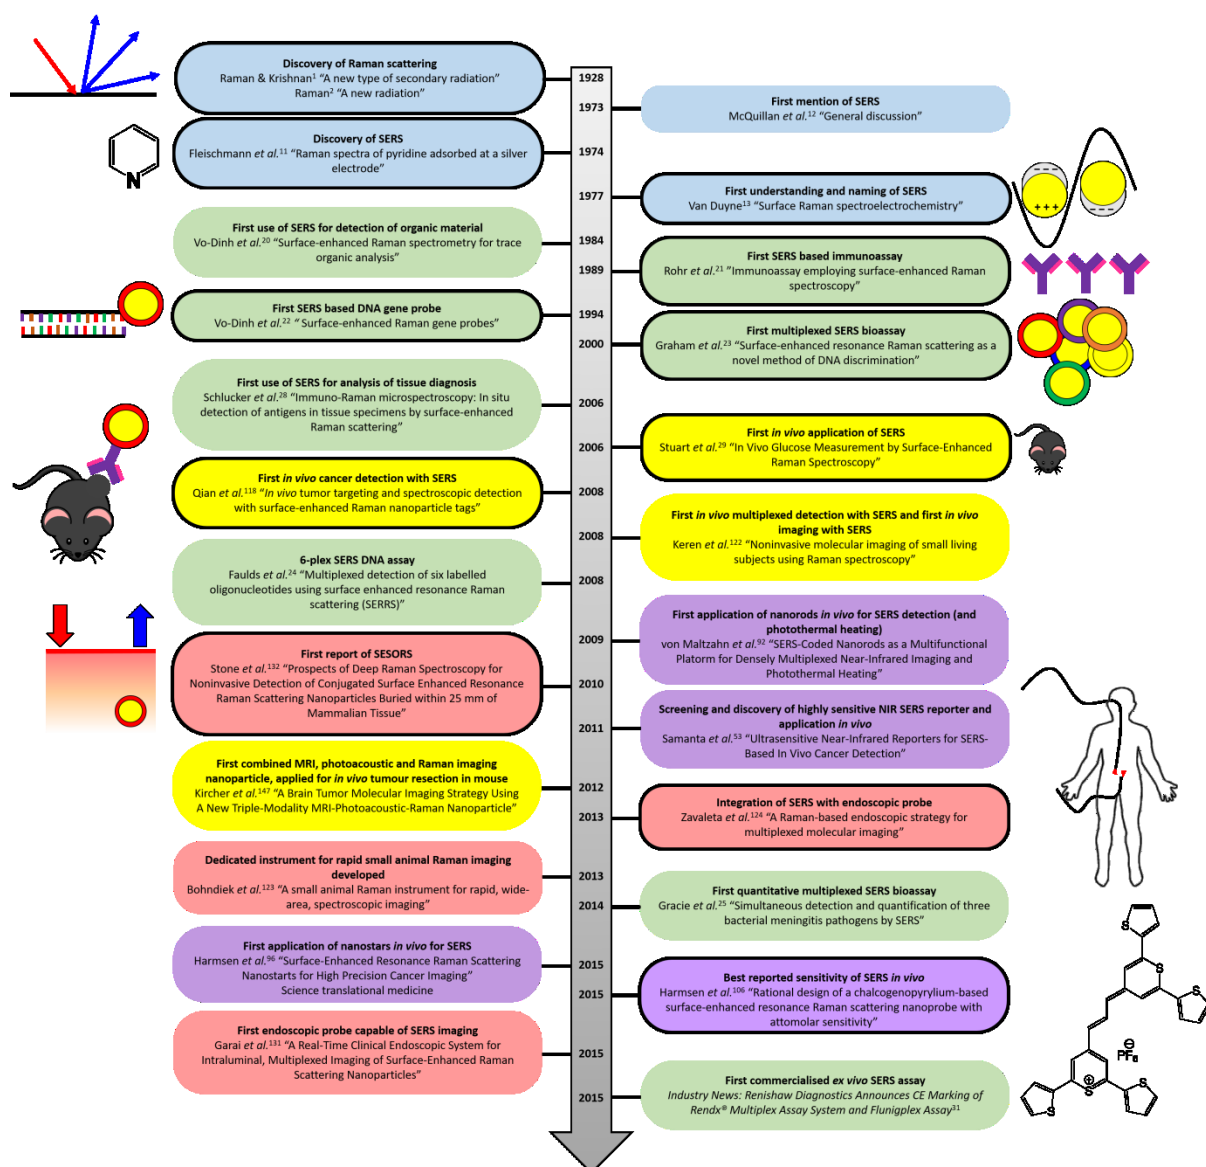 Discovery of Raman scattering
Raman & Krishnan1 “A new type of secondary radiation”
Raman2 “A new radiation”
1928
First mention of SERS
McQuillan et al.12 “General discussion”
1973
Discovery of SERS
Fleischmann et al.11 “Raman spectra of pyridine adsorbed at a silver
electrode”
1974
N
First understanding and naming of SERS
Van Duyne13 “Surface Raman spectroelectrochemistry”
1977
+++
First use of SERS for detection of organic material
Vo-Dinh et al.20 “Surface-enhanced Raman spectrometry for trace
organic analysis”
1984
First SERS based immunoassay
Rohr et al.21 ”Immunoassay employing surface-enhanced Raman
spectroscopy”
1989
First SERS based DNA gene probe
Vo-Dinh et al.22 “ Surface-enhanced Raman gene probes”
1994
First multiplexed SERS bioassay
Graham et al.23 “Surface-enhanced resonance Raman scattering as a
novel method of DNA discrimination”
2000
First use of SERS for analysis of tissue diagnosis
Schlucker et al.28 “Immuno-Raman microspectroscopy: In situ
detection of antigens in tissue specimens by surface-enhanced
Raman scattering”
2006
First in vivo application of SERS
Stuart et al.29 “In Vivo Glucose Measurement by Surface-Enhanced
Raman Spectroscopy”
2006
First in vivo cancer detection with SERS
Qian et al.118 “In vivo tumor targeting and spectroscopic detection
with surface-enhanced Raman nanoparticle tags”
2008
First in vivo multiplexed detection with SERS and first in vivo
imaging with SERS
Keren et al.122 “Noninvasive molecular imaging of small living
subjects using Raman spectroscopy”
2008
6-plex SERS DNA assay
Faulds et al.24 “Multiplexed detection of six labelled
oligonucleotides using surface enhanced resonance Raman
scattering (SERRS)”
2008
First application of nanorods in vivo for SERS detection (and
photothermal heating)
von Maltzahn et al.92 “SERS-Coded Nanorods as a Multifunctional
Platorm for Densely Multiplexed Near-Infrared Imaging and
Photothermal Heating”
2009
First report of SESORS
Stone et al.132 “Prospects of Deep Raman Spectroscopy for
Noninvasive Detection of Conjugated Surface Enhanced Resonance
Raman Scattering Nanoparticles Buried within 25 mm of
Mammalian Tissue”
2010
Screening and discovery of highly sensitive NIR SERS reporter and
application in vivo
Samanta et al.53 “Ultrasensitive Near-Infrared Reporters for SERS-
Based In Vivo Cancer Detection”
2011
First combined MRI, photoacoustic and Raman imaging
nanoparticle, applied for in vivo tumour resection in mouse
Kircher et al.147 “A Brain Tumor Molecular Imaging Strategy Using
A New Triple-Modality MRI-Photoacoustic-Raman Nanoparticle”
2012
Integration of SERS with endoscopic probe
Zavaleta et al.124 “A Raman-based endoscopic strategy for
multiplexed molecular imaging”
2013
Dedicated instrument for rapid small animal Raman imaging
developed
Bohndiek et al.123 “A small animal Raman instrument for rapid, wide-
area, spectroscopic imaging”
2013
First quantitative multiplexed SERS bioassay
Gracie et al.25 “Simultaneous detection and quantification of three
bacterial meningitis pathogens by SERS”
2014
First application of nanostars in vivo for SERS
Harmsen et al.96 “Surface-Enhanced Resonance Raman Scattering
Nanostarts for High Precision Cancer Imaging”
Science translational medicine
2015
Best reported sensitivity of SERS in vivo
Harmsen et al.106 “Rational design of a chalcogenopyrylium-based
surface-enhanced resonance Raman scattering nanoprobe with
attomolar sensitivity”
2015
First endoscopic probe capable of SERS imaging
Garai et al.131 “A Real-Time Clinical Endoscopic System for
Intraluminal, Multiplexed Imaging of Surface-Enhanced Raman
Scattering Nanoparticles”
2015
First commercialised ex vivo SERS assay
Industry News: Renishaw Diagnostics Announces CE Marking of
Rendx® Multiplex Assay System and Flunigplex Assay31
2015
S
S
S
S
PF6
S
S
S